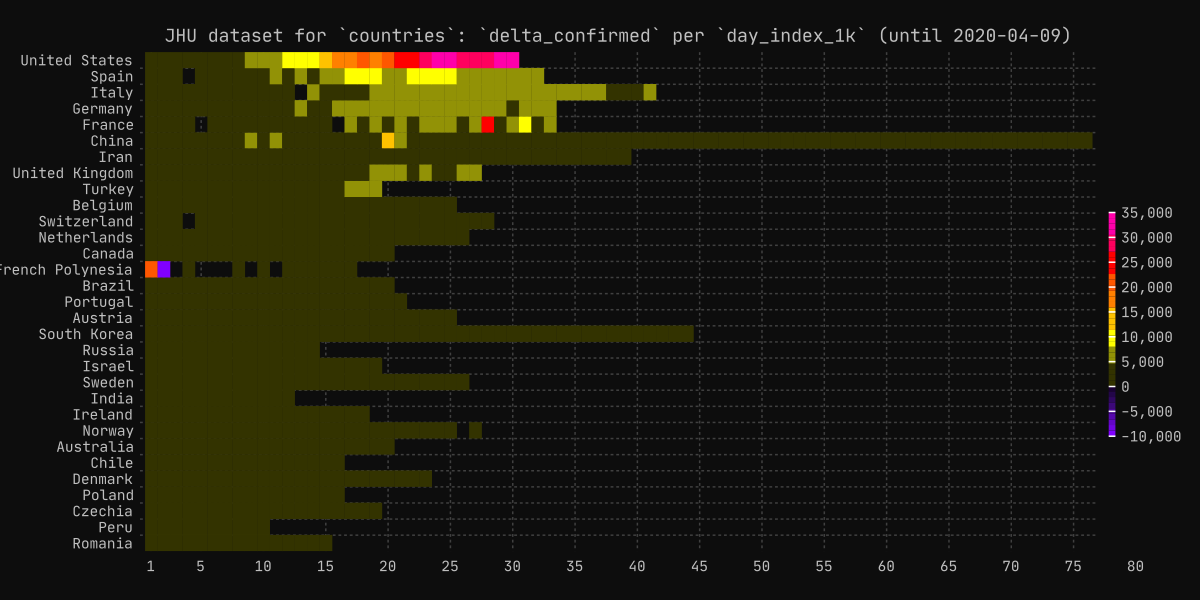 JHU dataset for `countries`: `delta_confirmed` per `day_index_1k` (until 2020-04-09)
United States
Spain
Italy
Germany
France
China
Iran
United Kingdom
Turkey
Belgium
Switzerland
Netherlands
Canada
French Polynesia
Brazil
Portugal
Austria
South Korea
Russia
Israel
Sweden
India
Ireland
Norway
Australia
Chile
Denmark
Poland
Czechia
Peru
Romania
1 5 10 15 20 25 30 35 40 45 50 55 60 65 70 75 80
35,000
30,000
25,000
20,000
15,000
10,000
5,000
0
-5,000
-10,000